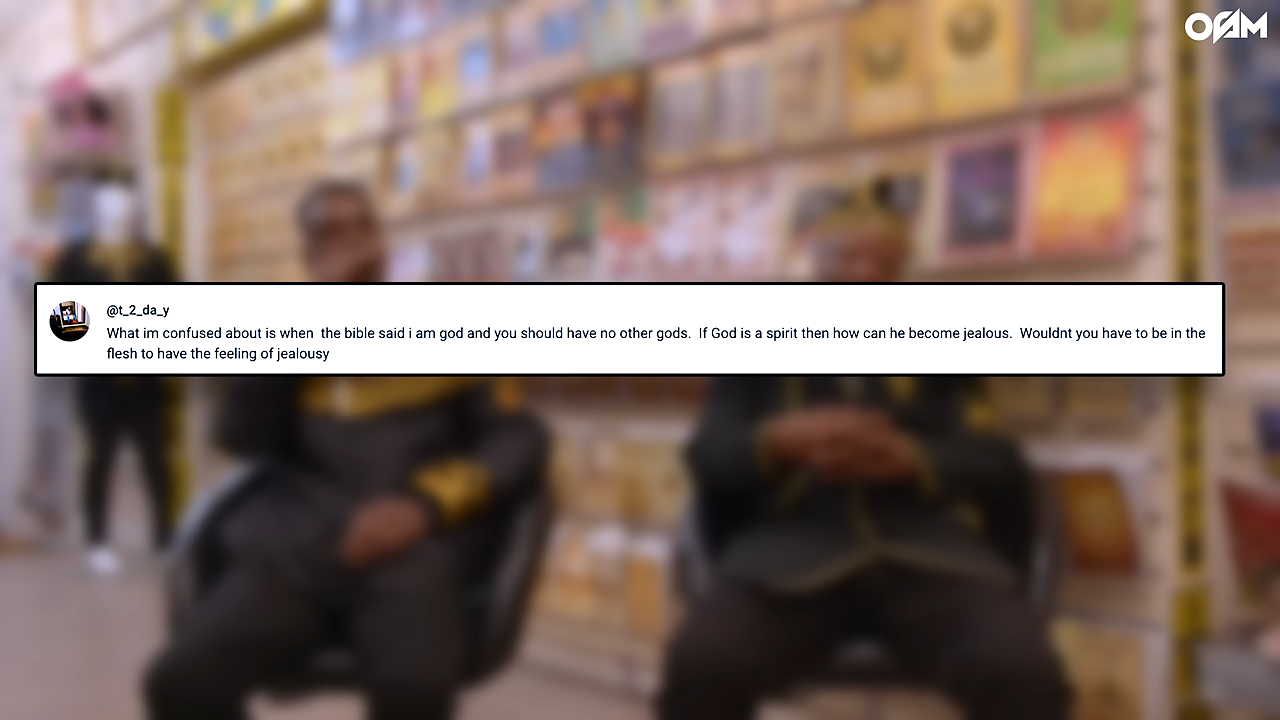 OSM
@t_2_da_y
What im confused about is when  the bible said i am god and you should have no other gods.  If God is a spirit then how can he become jealous.  Wouldnt you have to be in the
flesh to have the feeling of jealousy